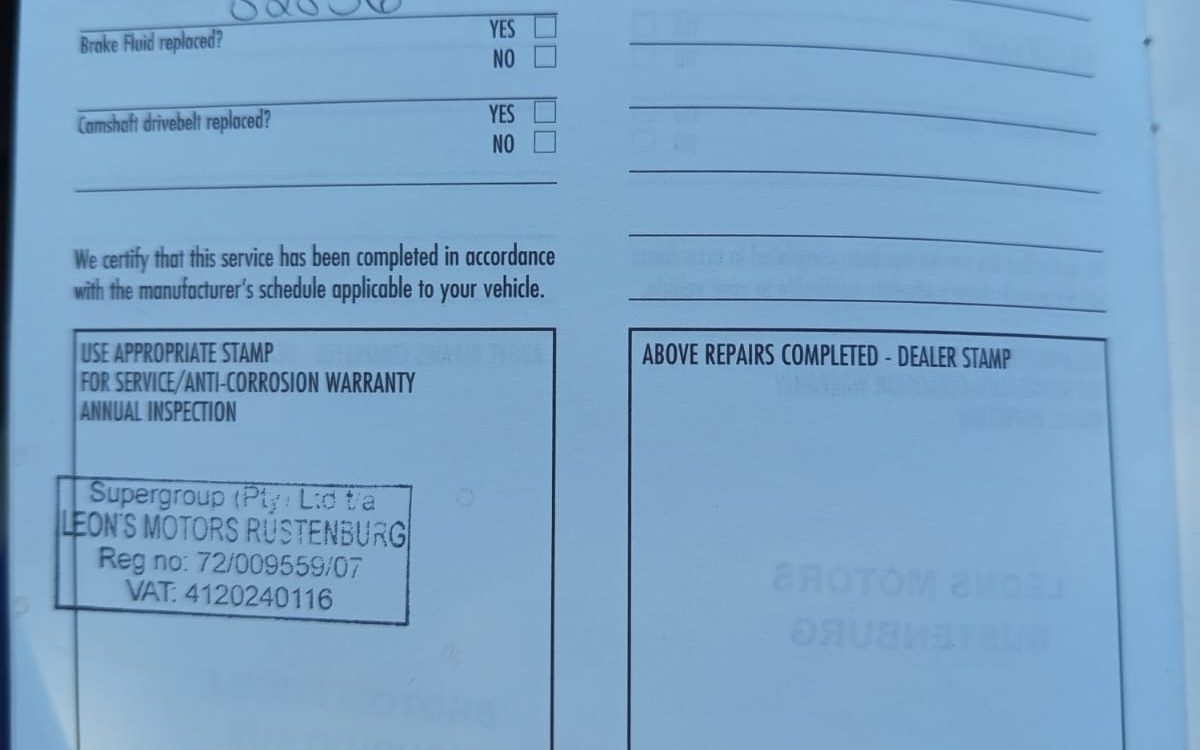 Brake Fluid replaced?
YES
NO
Camshaft drivebelt replaced?
YES
NO
We certify that this service has been completed in accordance
with the manufacturer's schedule applicable to your vehicle.
USE APPROPRIATE STAMP
FOR SERVICE/ANTI-CORROSION WARRANTY
ANNUAL INSPECTION
Supergroup (Pty) Ltd t/a
LEON'S MOTORS RUSTENBURG
Reg no: 72/009559/07
VAT: 4120240116
ABOVE REPAIRS COMPLETED - DEALER STAMP